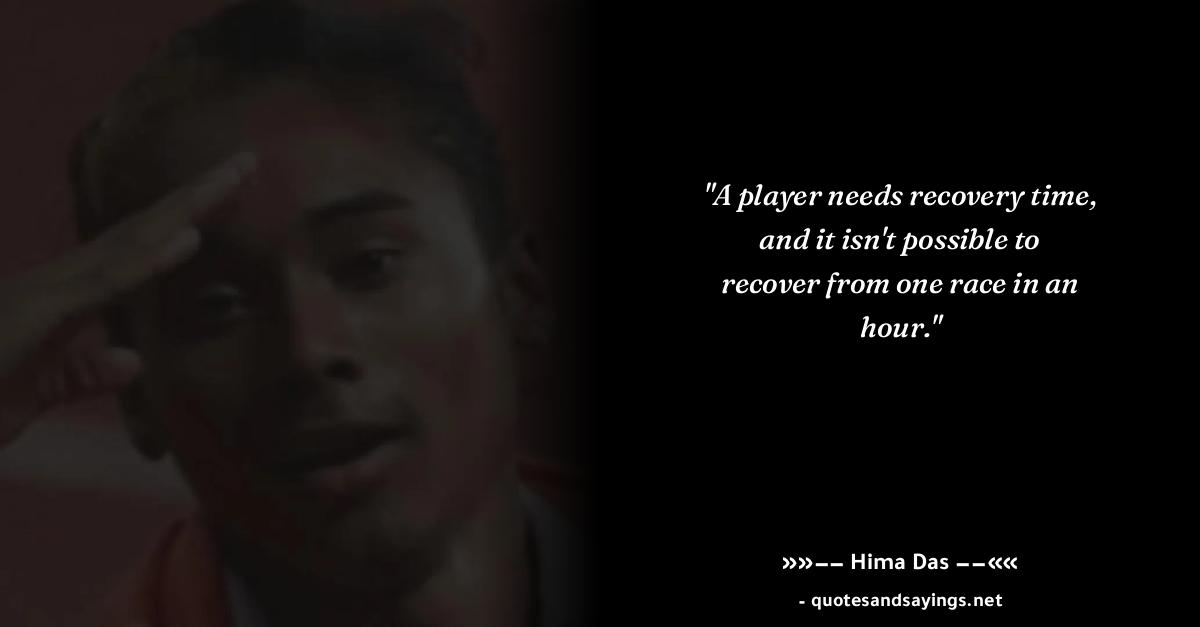 "A player needs recovery time,
and it isn't possible to
recover from one race in an
hour."
»»−− Hima Das −−««
- quotesandsayings.net